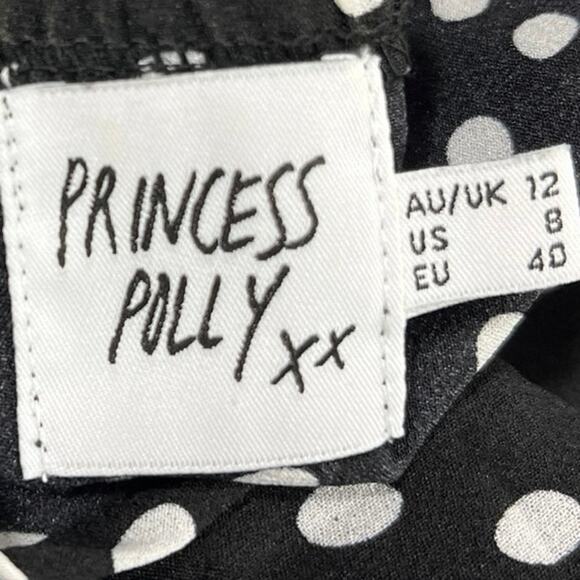 PRINCESS
POLLY xx
AU/UK 12
US 8
EU 40